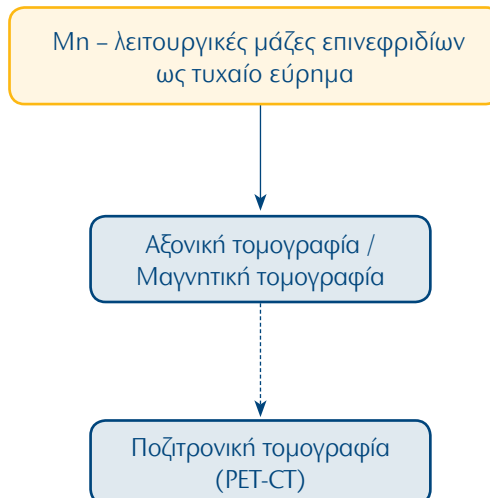 Μη – λειτουργικές μάζες επινεφριδίων
ως τυχαίο εύρημα
Αξονική τομογραφία /
Μαγνητική τομογραφία
Ποζιτρονική τομογραφία
(PET-CT)